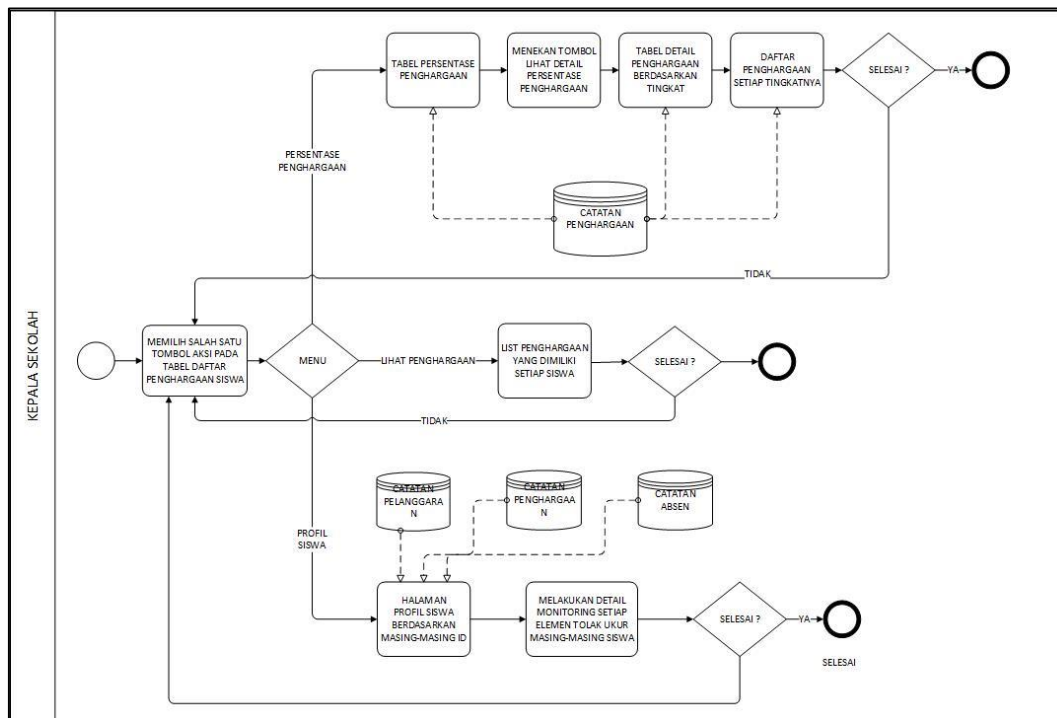 KEPALA SEKOLAH
TABEL PERSENTASE
PENGHARGAAN
MENEKAN TOMBOL
LIHAT DETAIL
PERSENTASE
PENGHARGAAN
TABEL DETAIL
PENGHARGAAN
BERDASARKAN
TINGKAT
DAFTAR
PENGHARGAAN
SETIAP TINGKATNYA
SELESAI ?
YA
PERSENTASE
PENGHARGAAN
CATATAN
PENGHARGAAN
TIDAK
MEMILIH SALAH SATU
TOMBOL AKSI PADA
TABEL DAFTAR
PENGHARGAAN SISWA
MENU
LIHAT PENGHARGAAN
LIST PENGHARGAAN
YANG DIMILIKI
SETIAP SISWA
SELESAI ?
TIDAK
CATATAN
PELANGGARA
N
CATATAN
PENGHARGAA
N
CATATAN
ABSEN
PROFIL
SISWA
HALAMAN
PROFIL SISWA
BERDASARKAN
MASING-MASING ID
MELAKUKAN DETAIL
MONITORING SETIAP
ELEMEN TOLAK UKUR
MASING-MASING SISWA
SELESAI ?
YA
SELESAI